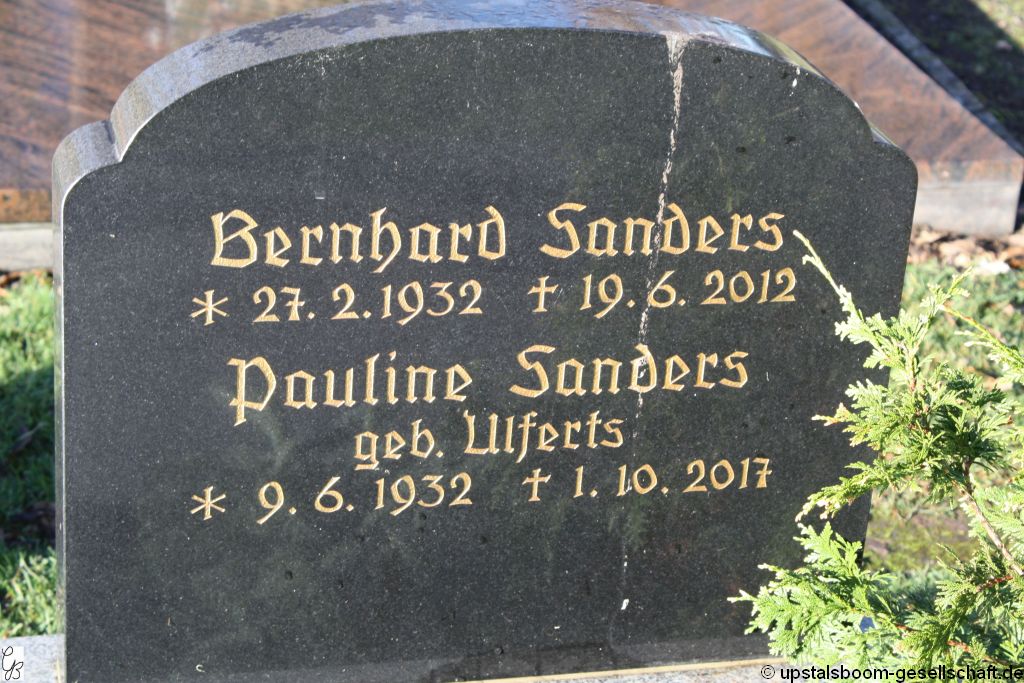 Bernhard Sanders
* 27. 2. 1932 † 19. 6. 2012
Pauline Sanders
geb. Ulferts
* 9. 6. 1932 † 1. 10. 2017
GB
© upstalsboom-gesellschaft.de